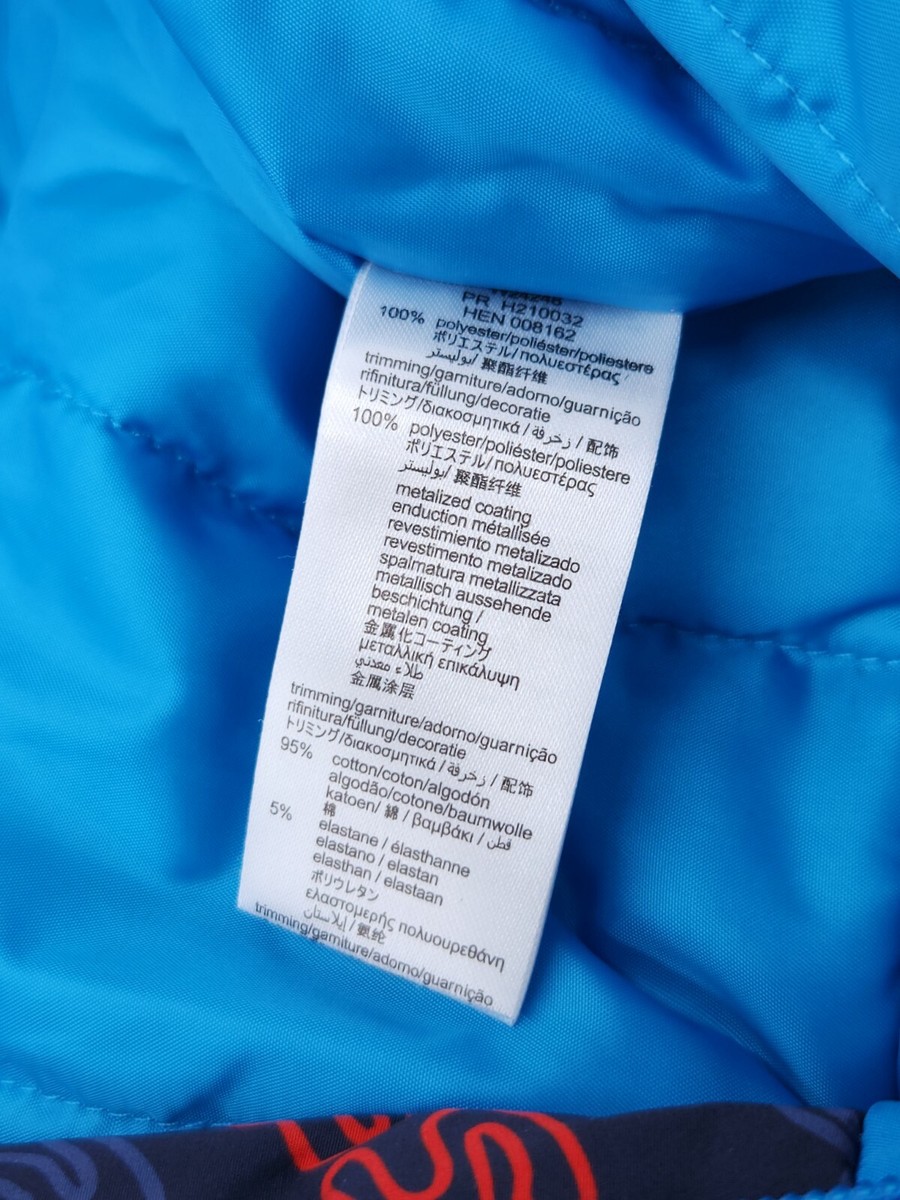 PR H210032
HEN 008162
100% polyester/poliéster/poliestere
ポリエステル/πολυεστέρας
بوليستر/ 聚酯纤维
trimming/garniture/adorno/guarnição
rifinitura/füllung/decoratie
トリミング/διακοσμητικά / زخرفة / 配饰
100% polyester/poliéster/poliestere
ポリエステル/πολυεστέρας
بوليستر/ 聚酯纤维
metalized coating
enduction métallisée
revestimiento metalizado
revestimento metalizado
spalmatura metallizzata
metallisch aussehende
beschichtung /
metalen coating
金属化コーティング
μεταλλική επικάλυψη
طلاء معدني
金属涂层
trimming/garniture/adorno/guarnição
rifinitura/füllung/decoratie
トリミング/διακοσμητικά / زخرفة / 配饰
95% cotton/coton/algodón
algodão/cotone/baumwolle
katoen/ 綿 / βαμβάκι / قطن
棉
5% elastane / élasthanne
elastano / elastan
elasthan / elastaan
ポリウレタン
ελαστομερής πολυουρεθάνη
إيلاستان / 氨纶
trimming/garniture/adorno/guarnição